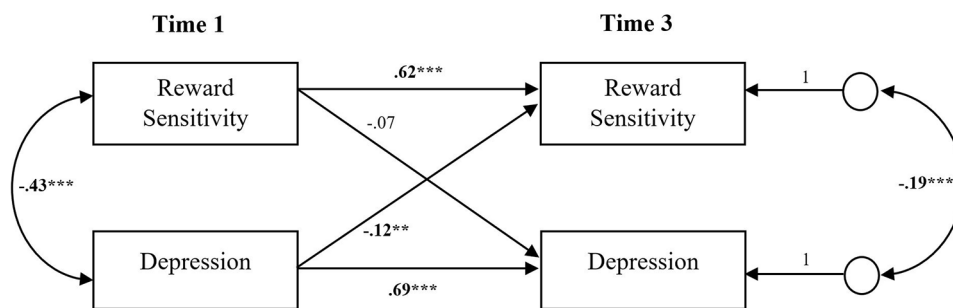 Time 1
Time 3
Reward
Sensitivity
.62***
Reward
Sensitivity
1
-.07
-.43***
-.19***
-.12**
Depression
Depression
1
.69***